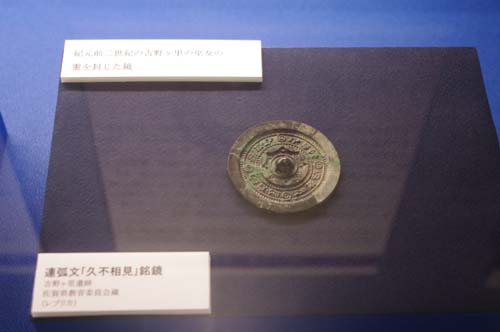 紀元前二世紀の吉野ヶ里の巫女の
霊を封じた鏡
連弧文「久不相見」銘鏡
吉野ヶ里遺跡
佐賀県教育委員会蔵
(レプリカ)